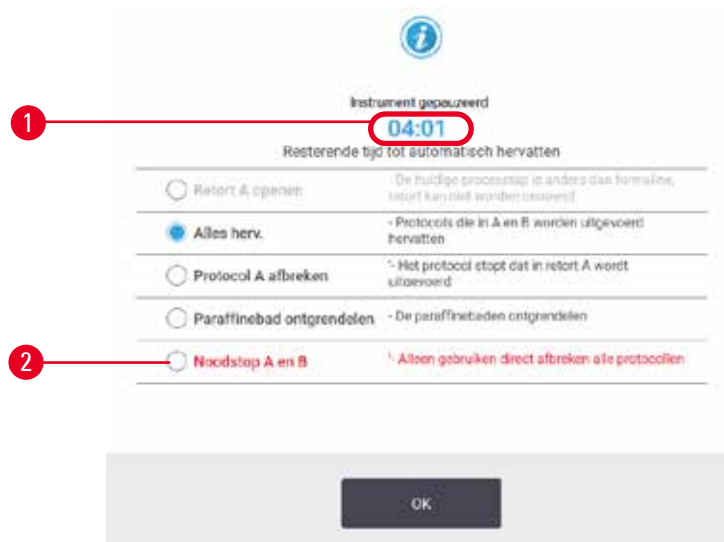 i
Instrument gepauzeerd
1
04:01
Resterende tijd tot automatisch hervatten
Retort A openen
- De huidige processtap is anders dan formaline,
retort kan niet worden geopend
Alles herv.
- Protocols die in A en B worden uitgevoerd
hervatten
Protocol A afbreken
- Het protocol stopt dat in retort A wordt
uitgevoerd
Paraffinebad ontgrendelen
- De paraffinebaden ontgrendelen
2
Noodstop A en B
- Alleen gebruiken direct afbreken alle protocollen
OK